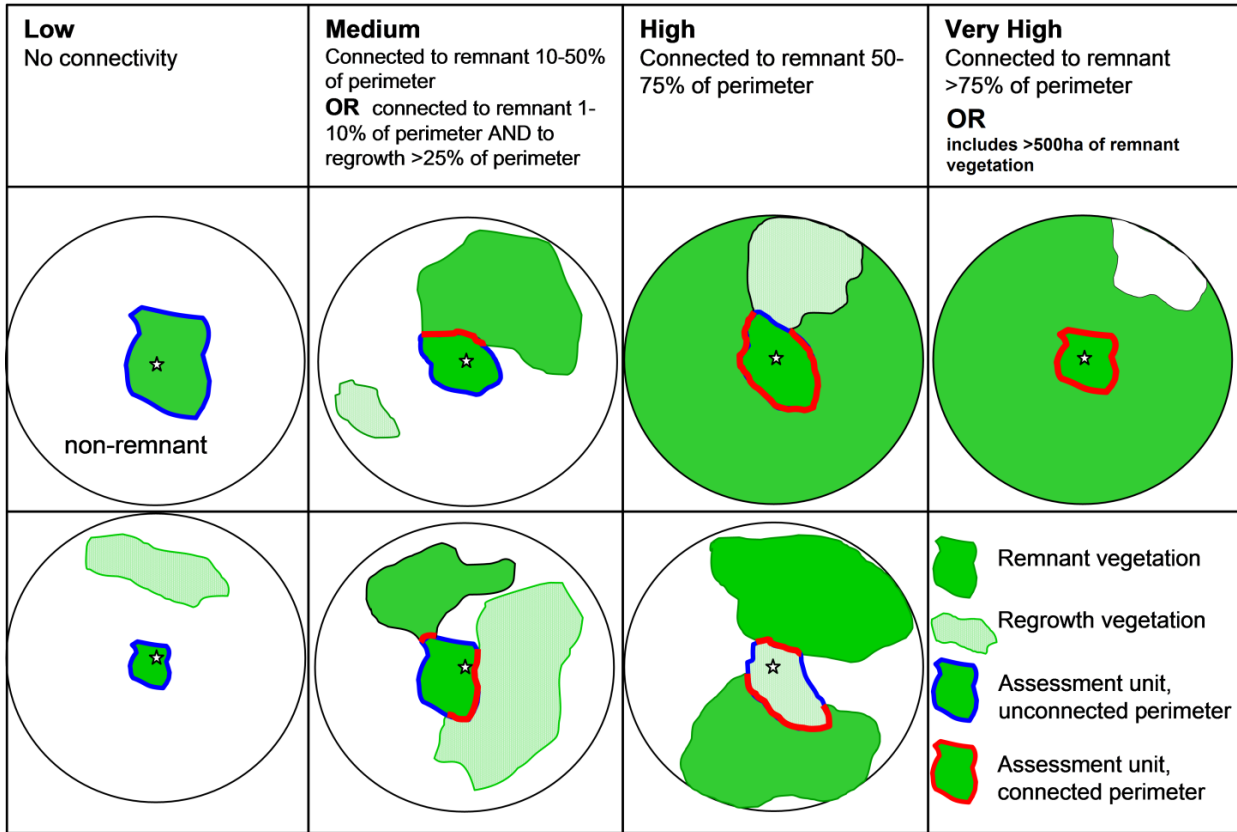 Low
No connectivity
Medium
Connected to remnant 10-50%
of perimeter
OR connected to remnant 1-
10% of perimeter AND to
regrowth >25% of perimeter
High
Connected to remnant 50-
75% of perimeter
Very High
Connected to remnant
>75% of perimeter
OR
includes >500ha of remnant
vegetation
non-remnant
Remnant vegetation
Regrowth vegetation
Assessment unit,
unconnected perimeter
Assessment unit,
connected perimeter